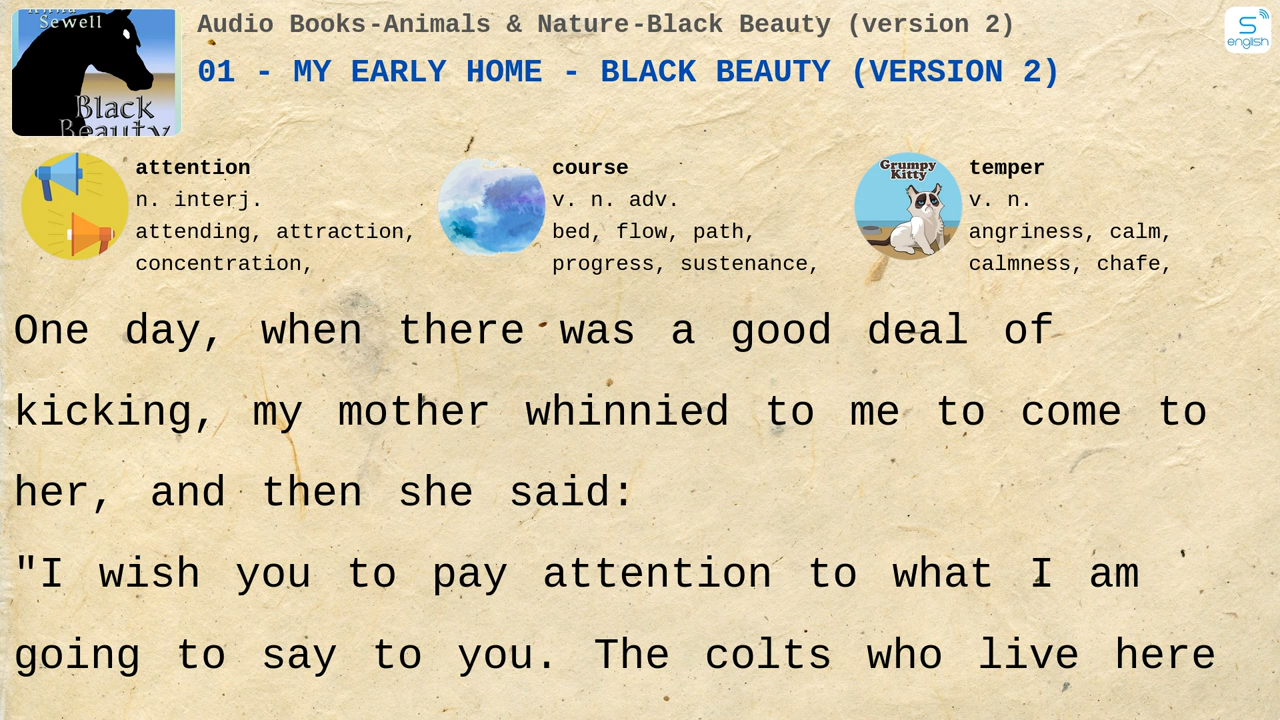 Anna
Sewell
Black
Beauty
Audio Books-Animals & Nature-Black Beauty (version 2)
01 - MY EARLY HOME - BLACK BEAUTY (VERSION 2)
S
english
attention
n. interj.
attending, attraction,
concentration,
course
v. n. adv.
bed, flow, path,
progress, sustenance,
Grumpy
Kitty
temper
v. n.
angriness, calm,
calmness, chafe,
One day, when there was a good deal of
kicking, my mother whinnied to me to come to
her, and then she said:
"I wish you to pay attention to what I am
going to say to you. The colts who live here